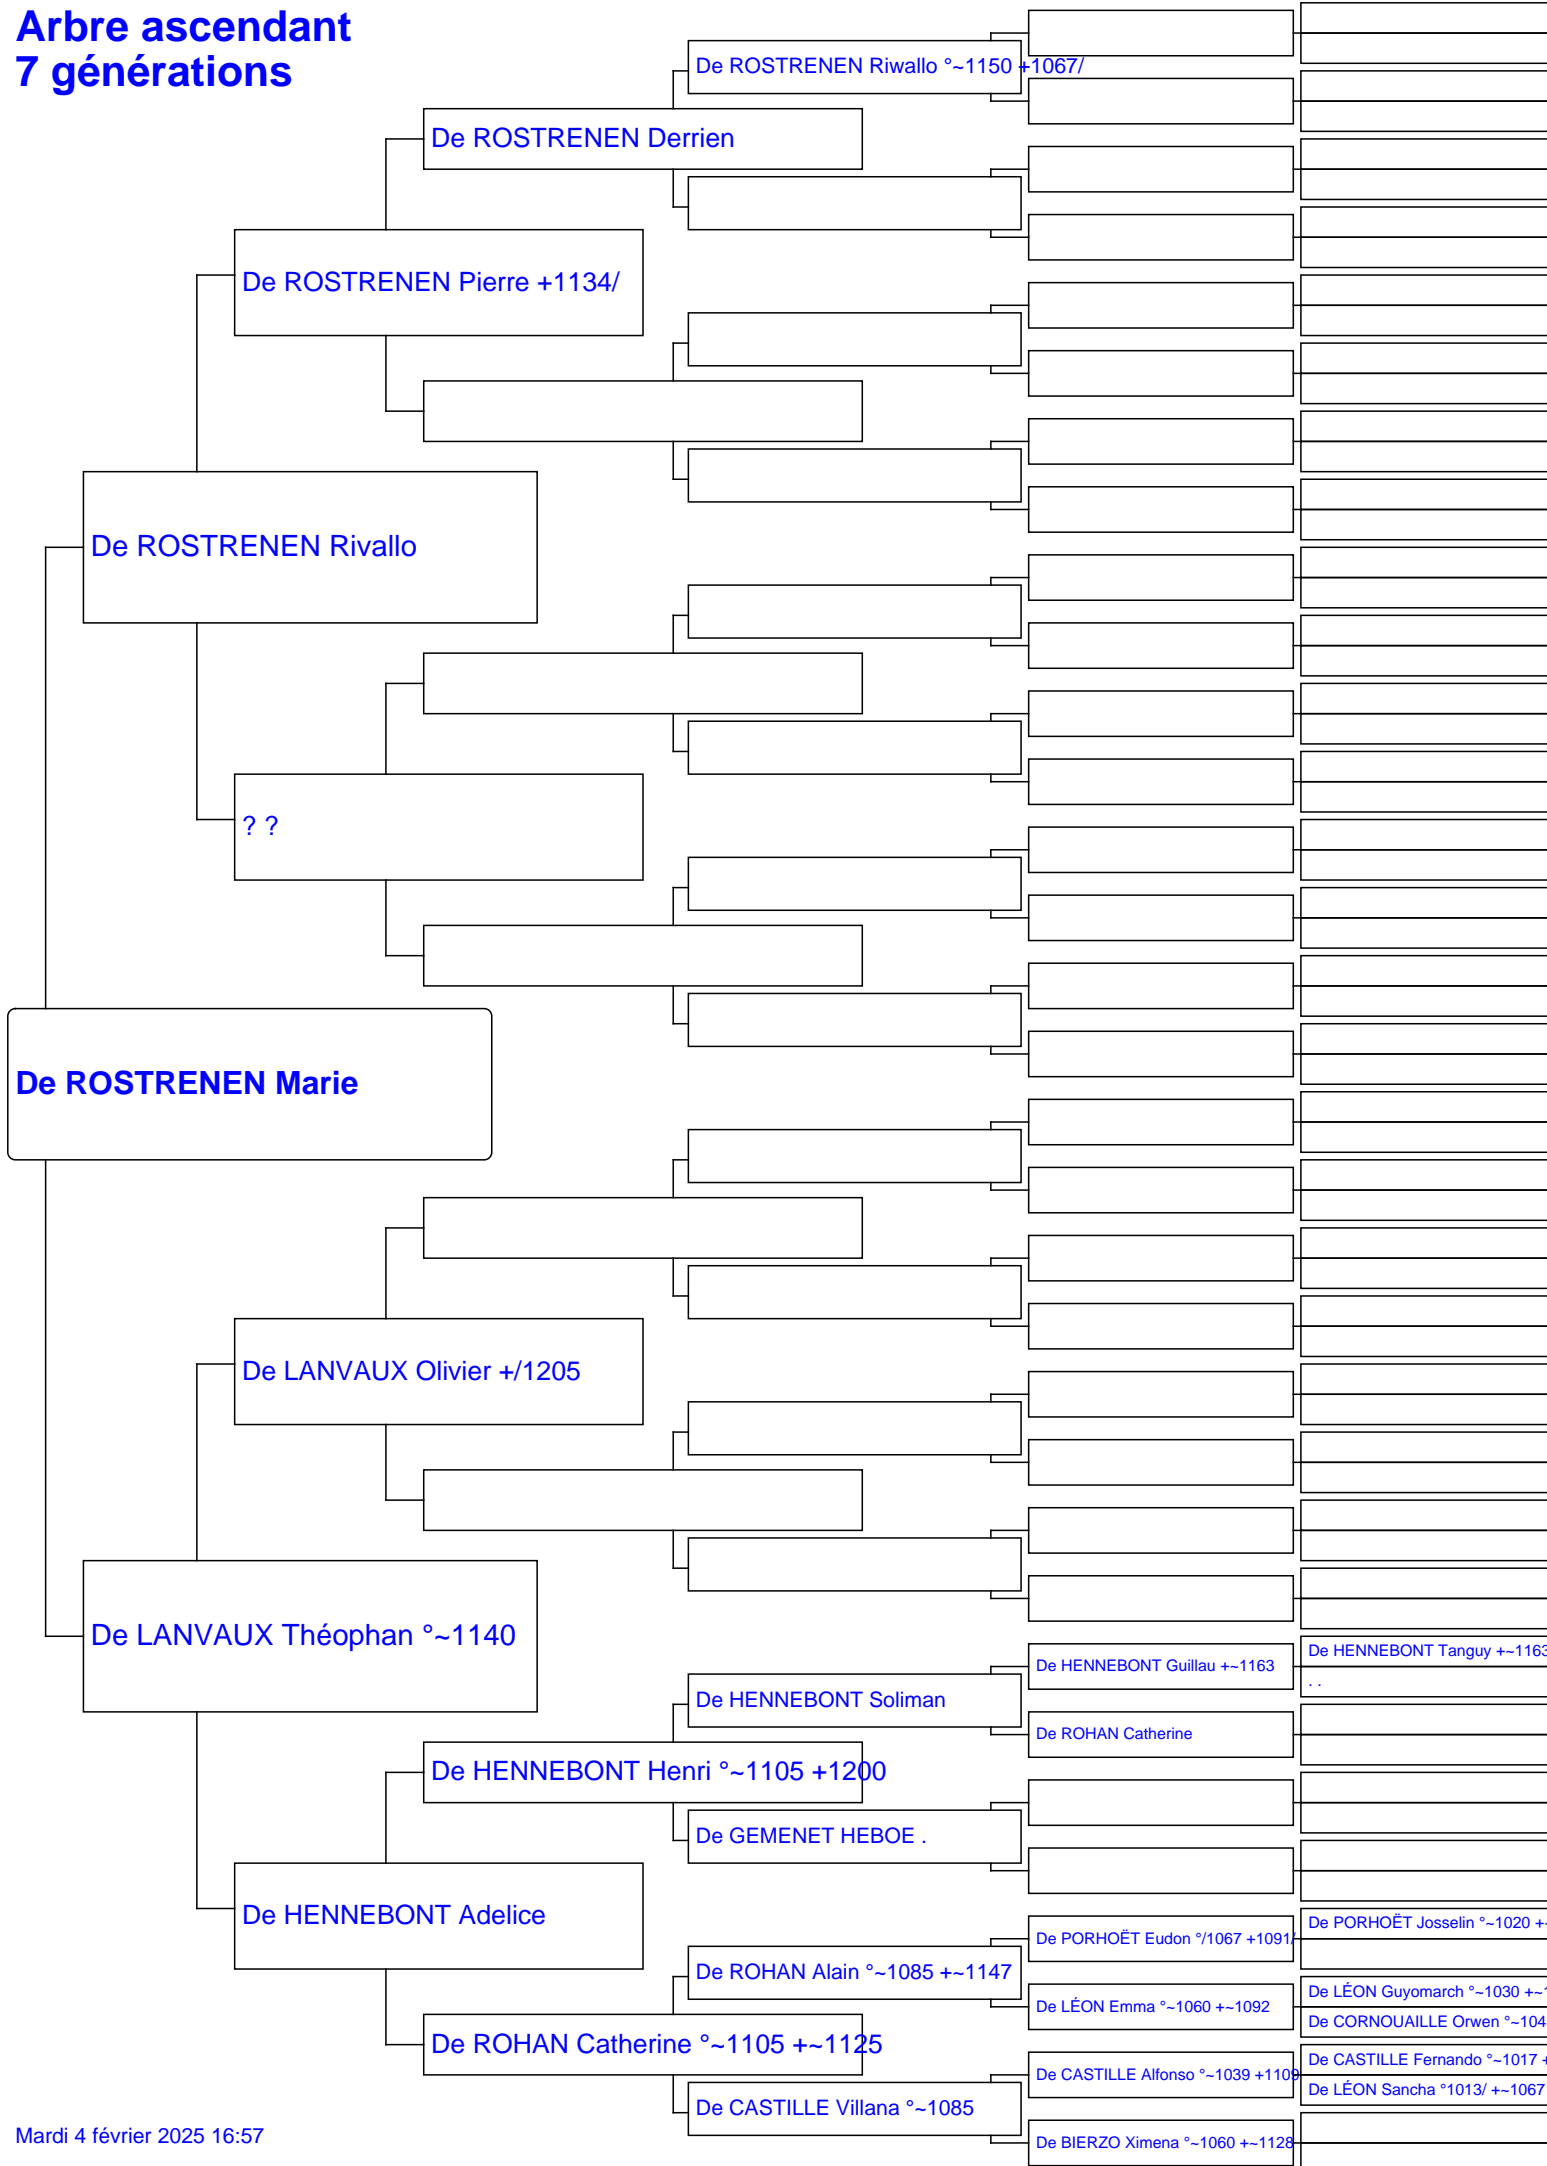 Arbre ascendant
7 générations
De ROSTRENEN Riwallo °~1150 +1067/
De ROSTRENEN Derrien
De ROSTRENEN Pierre +1134/
De ROSTRENEN Rivallo
? ?
De ROSTRENEN Marie
De LANVAUX Olivier +/1205
De LANVAUX Théophan °~1140
De HENNEBONT Tanguy +~1163
De HENNEBONT Guillau +~1163
. .
De HENNEBONT Soliman
De ROHAN Catherine
De HENNEBONT Henri °~1105 +1200
De GEMENET HEBOE .
De HENNEBONT Adelice
De PORHOËT Josselin °~1020 +~
De PORHOËT Eudon °/1067 +1091/
De ROHAN Alain °~1085 +~1147
De LÉON Guyomarch °~1030 +~1
De LÉON Emma °~1060 +~1092
De CORNOUAILLE Orwen °~104
De ROHAN Catherine °~1105 +~1125
De CASTILLE Fernando °~1017 +
De CASTILLE Alfonso °~1039 +1109
De LÉON Sancha °1013/ +~1067
De CASTILLE Villana °~1085
De BIERZO Ximena °~1060 +~1128
Mardi 4 février 2025 16:57